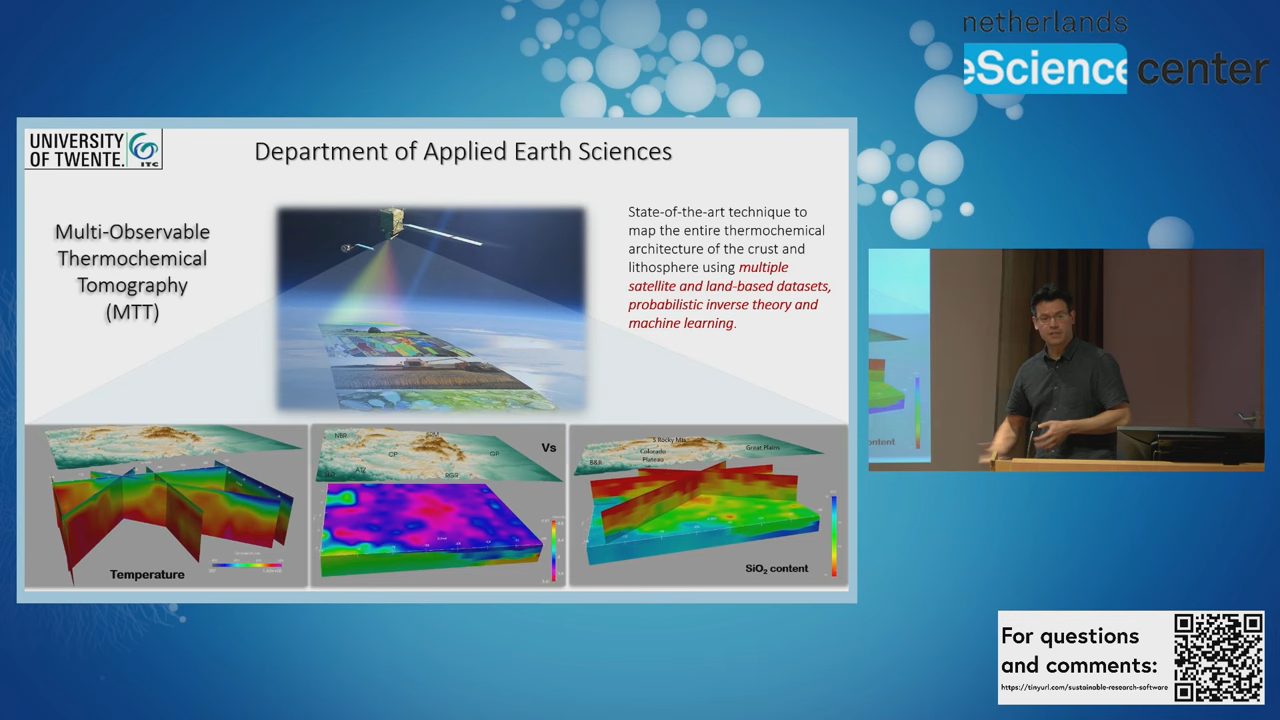 netherlands
eScience center
UNIVERSITY
OF TWENTE.
ITC
Department of Applied Earth Sciences
Multi-Observable
Thermochemical
Tomography
(MTT)
State-of-the-art technique to
map the entire thermochemical
architecture of the crust and
lithosphere using multiple
satellite and land-based datasets,
probabilistic inverse theory and
machine learning.
Temperature
Vs
CP
GP
RGR
S Rocky Mts
Colorado
Plateau
Great Plains
B&R
SiO₂ content
ontent
For questions
and comments:
https://tinyurl.com/sustainable-research-software